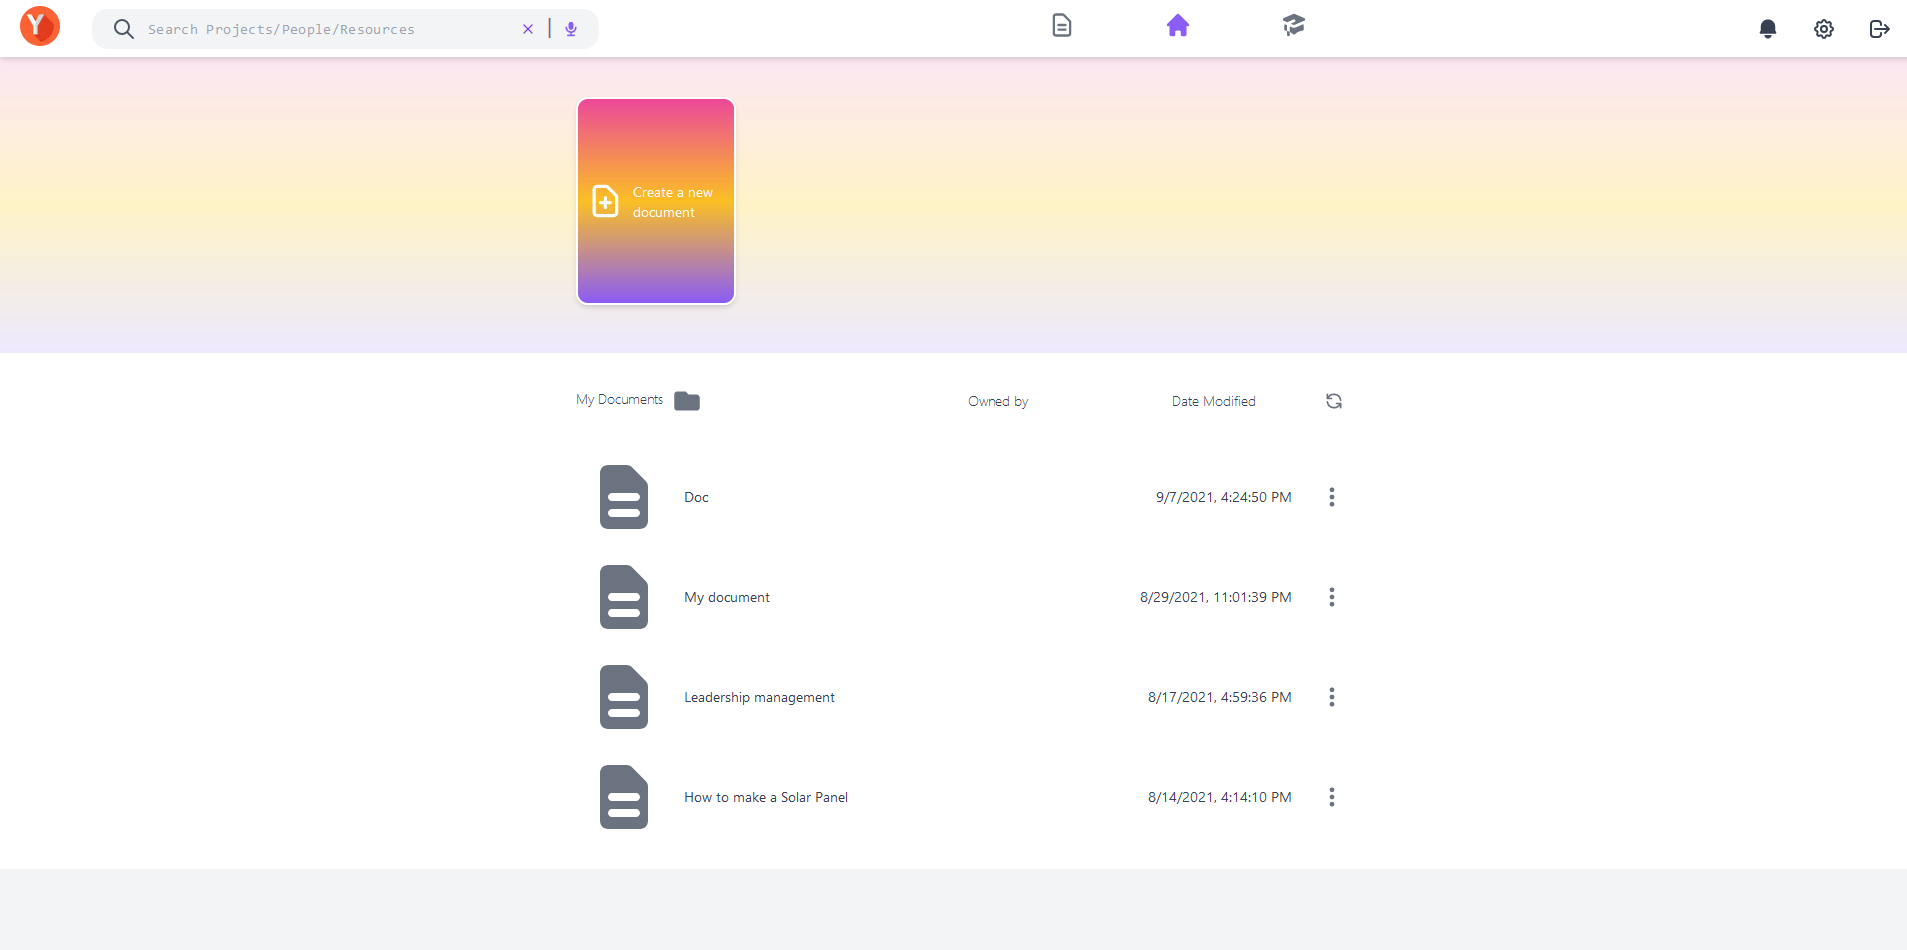 Y
Search Projects/People/Resources
Create a new
document
My Documents
Owned by
Date Modified
Doc
9/7/2021, 4:24:50 PM
My document
8/29/2021, 11:01:39 PM
Leadership management
8/17/2021, 4:59:36 PM
How to make a Solar Panel
8/14/2021, 4:14:10 PM